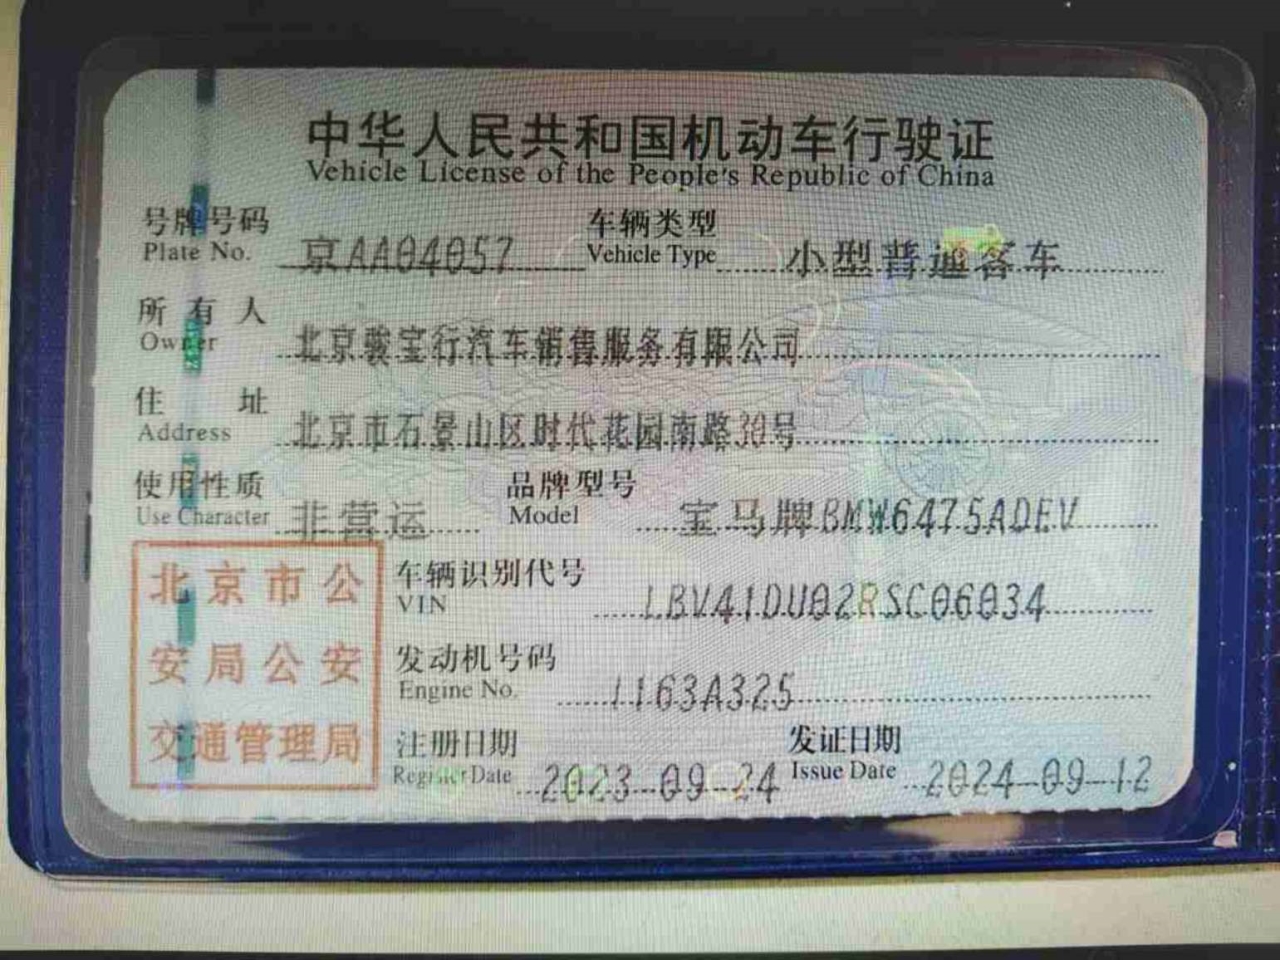 中华人民共和国机动车行驶证
Vehicle License of the People's Republic of China
号牌号码 京AA04057 车辆类型 小型普通客车
Plate No. Vehicle Type
所有人 北京骏宝行汽车销售服务有限公司
Owner
住址 北京市石景山区时代花园南路30号
Address
使用性质 非营运 品牌型号 宝马牌BMW6475ADEV
Use Character Model
北京市公安局公安交通管理局
车辆识别代号 LBV41DU02RSC06034
VIN
发动机号码 1163A325
Engine No.
注册日期 2023-09-24 发证日期 2024-09-12
Register Date Issue Date